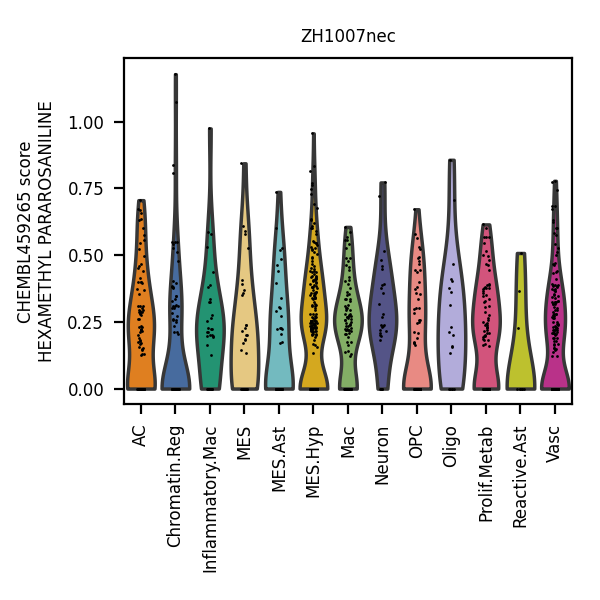 ZH1007nec
CHEMBL459265 score
HEXAMETHYL PARAROSANILINE
1.00
0.75
0.50
0.25
0.00
AC
Chromatin.Reg
Inflammatory.Mac
MES
MES.Ast
MES.Hyp
Mac
Neuron
OPC
Oligo
Prolif.Metab
Reactive.Ast
Vasc